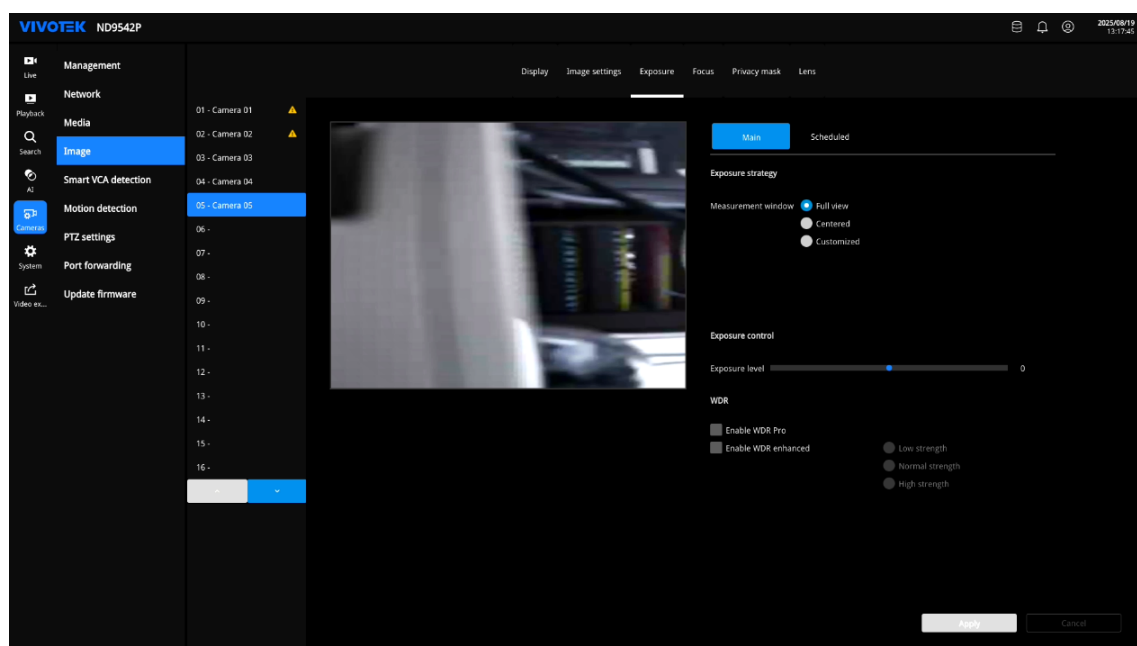 VIVOTEK ND9542P
2025/08/19
13:17:45
Live
Playback
Search
AI
Cameras
System
Video ex...
Management
Network
Media
Image
Smart VCA detection
Motion detection
PTZ settings
Port forwarding
Update firmware
Display Image settings Exposure Focus Privacy mask Lens
01 - Camera 01
02 - Camera 02
03 - Camera 03
04 - Camera 04
05 - Camera 05
06 -
07 -
08 -
09 -
10 -
11 -
12 -
13 -
14 -
15 -
16 -
Main Scheduled
Exposure strategy
Measurement window Full view
Centered
Customized
Exposure control
Exposure level 0
WDR
Enable WDR Pro
Enable WDR enhanced Low strength
Normal strength
High strength
Apply Cancel